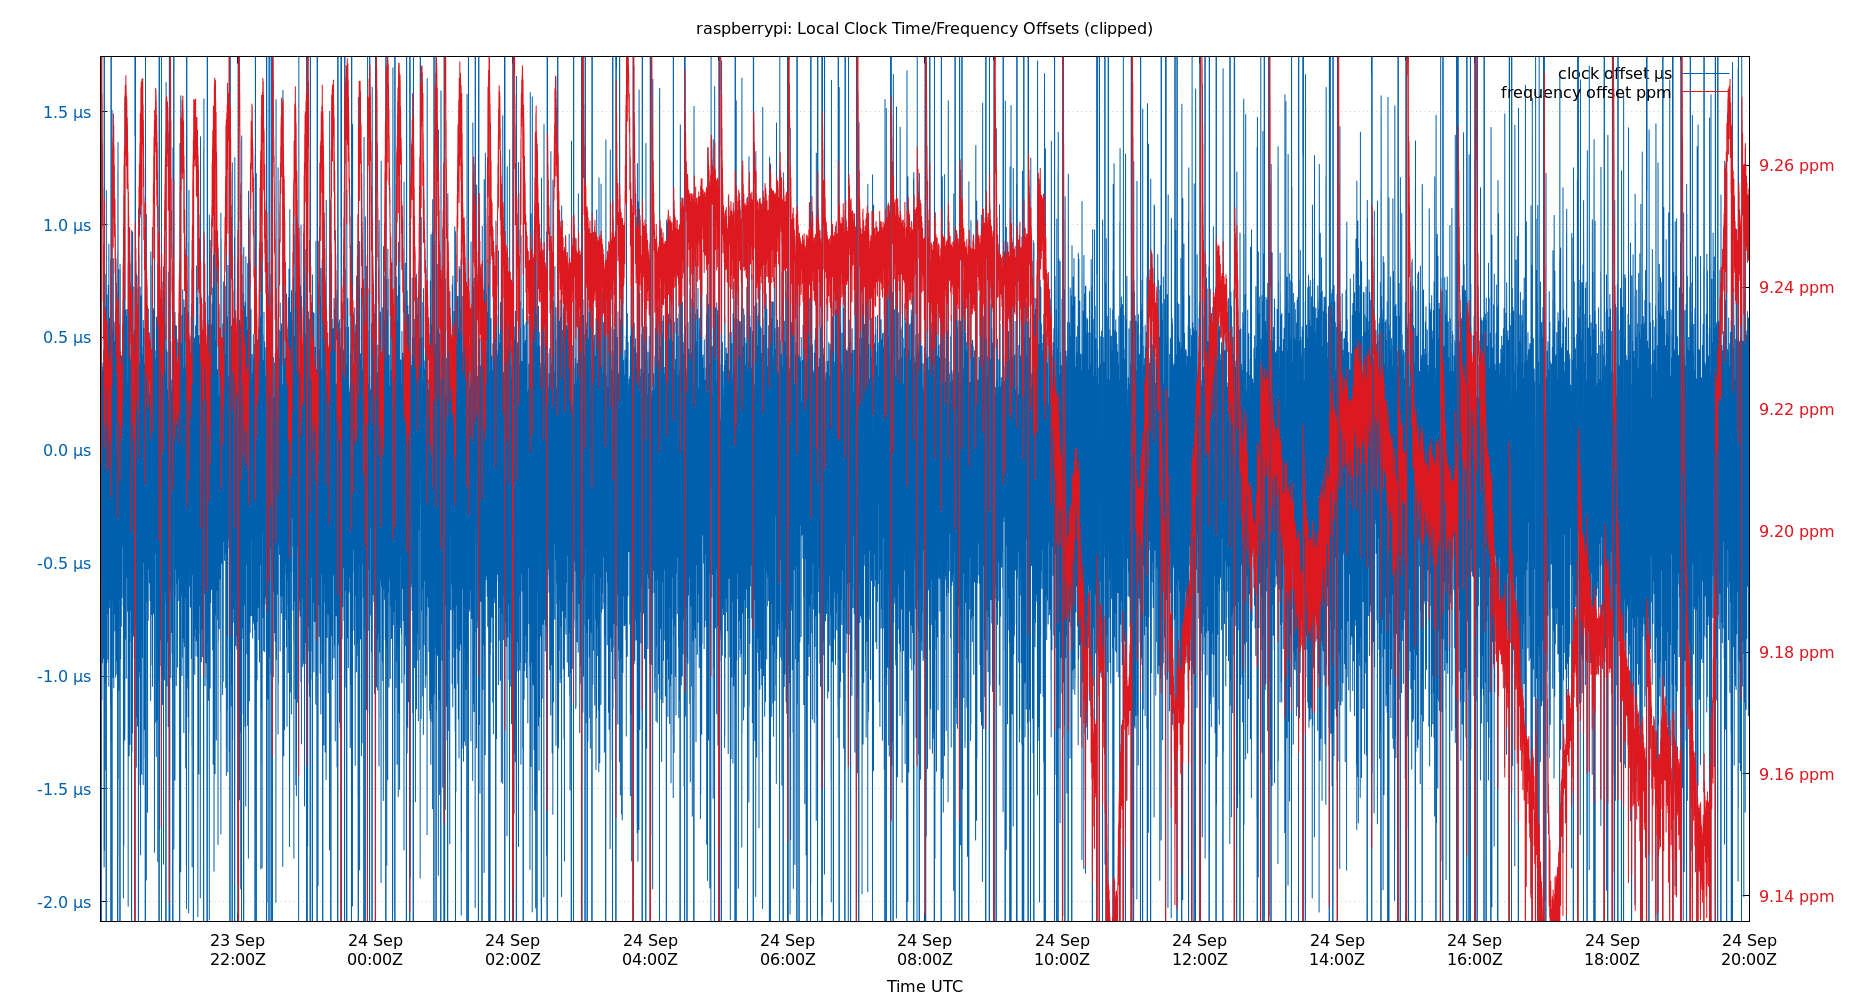 raspberrypi: Local Clock Time/Frequency Offsets (clipped)
clock offset µs
frequency offset ppm
1.5 µs
1.0 µs
0.5 µs
0.0 µs
-0.5 µs
-1.0 µs
-1.5 µs
-2.0 µs
9.26 ppm
9.24 ppm
9.22 ppm
9.20 ppm
9.18 ppm
9.16 ppm
9.14 ppm
23 Sep 24 Sep 24 Sep 24 Sep 24 Sep 24 Sep 24 Sep 24 Sep 24 Sep 24 Sep 24 Sep 24 Sep
22:00Z 00:00Z 02:00Z 04:00Z 06:00Z 08:00Z 10:00Z 12:00Z 14:00Z 16:00Z 18:00Z 20:00Z
Time UTC